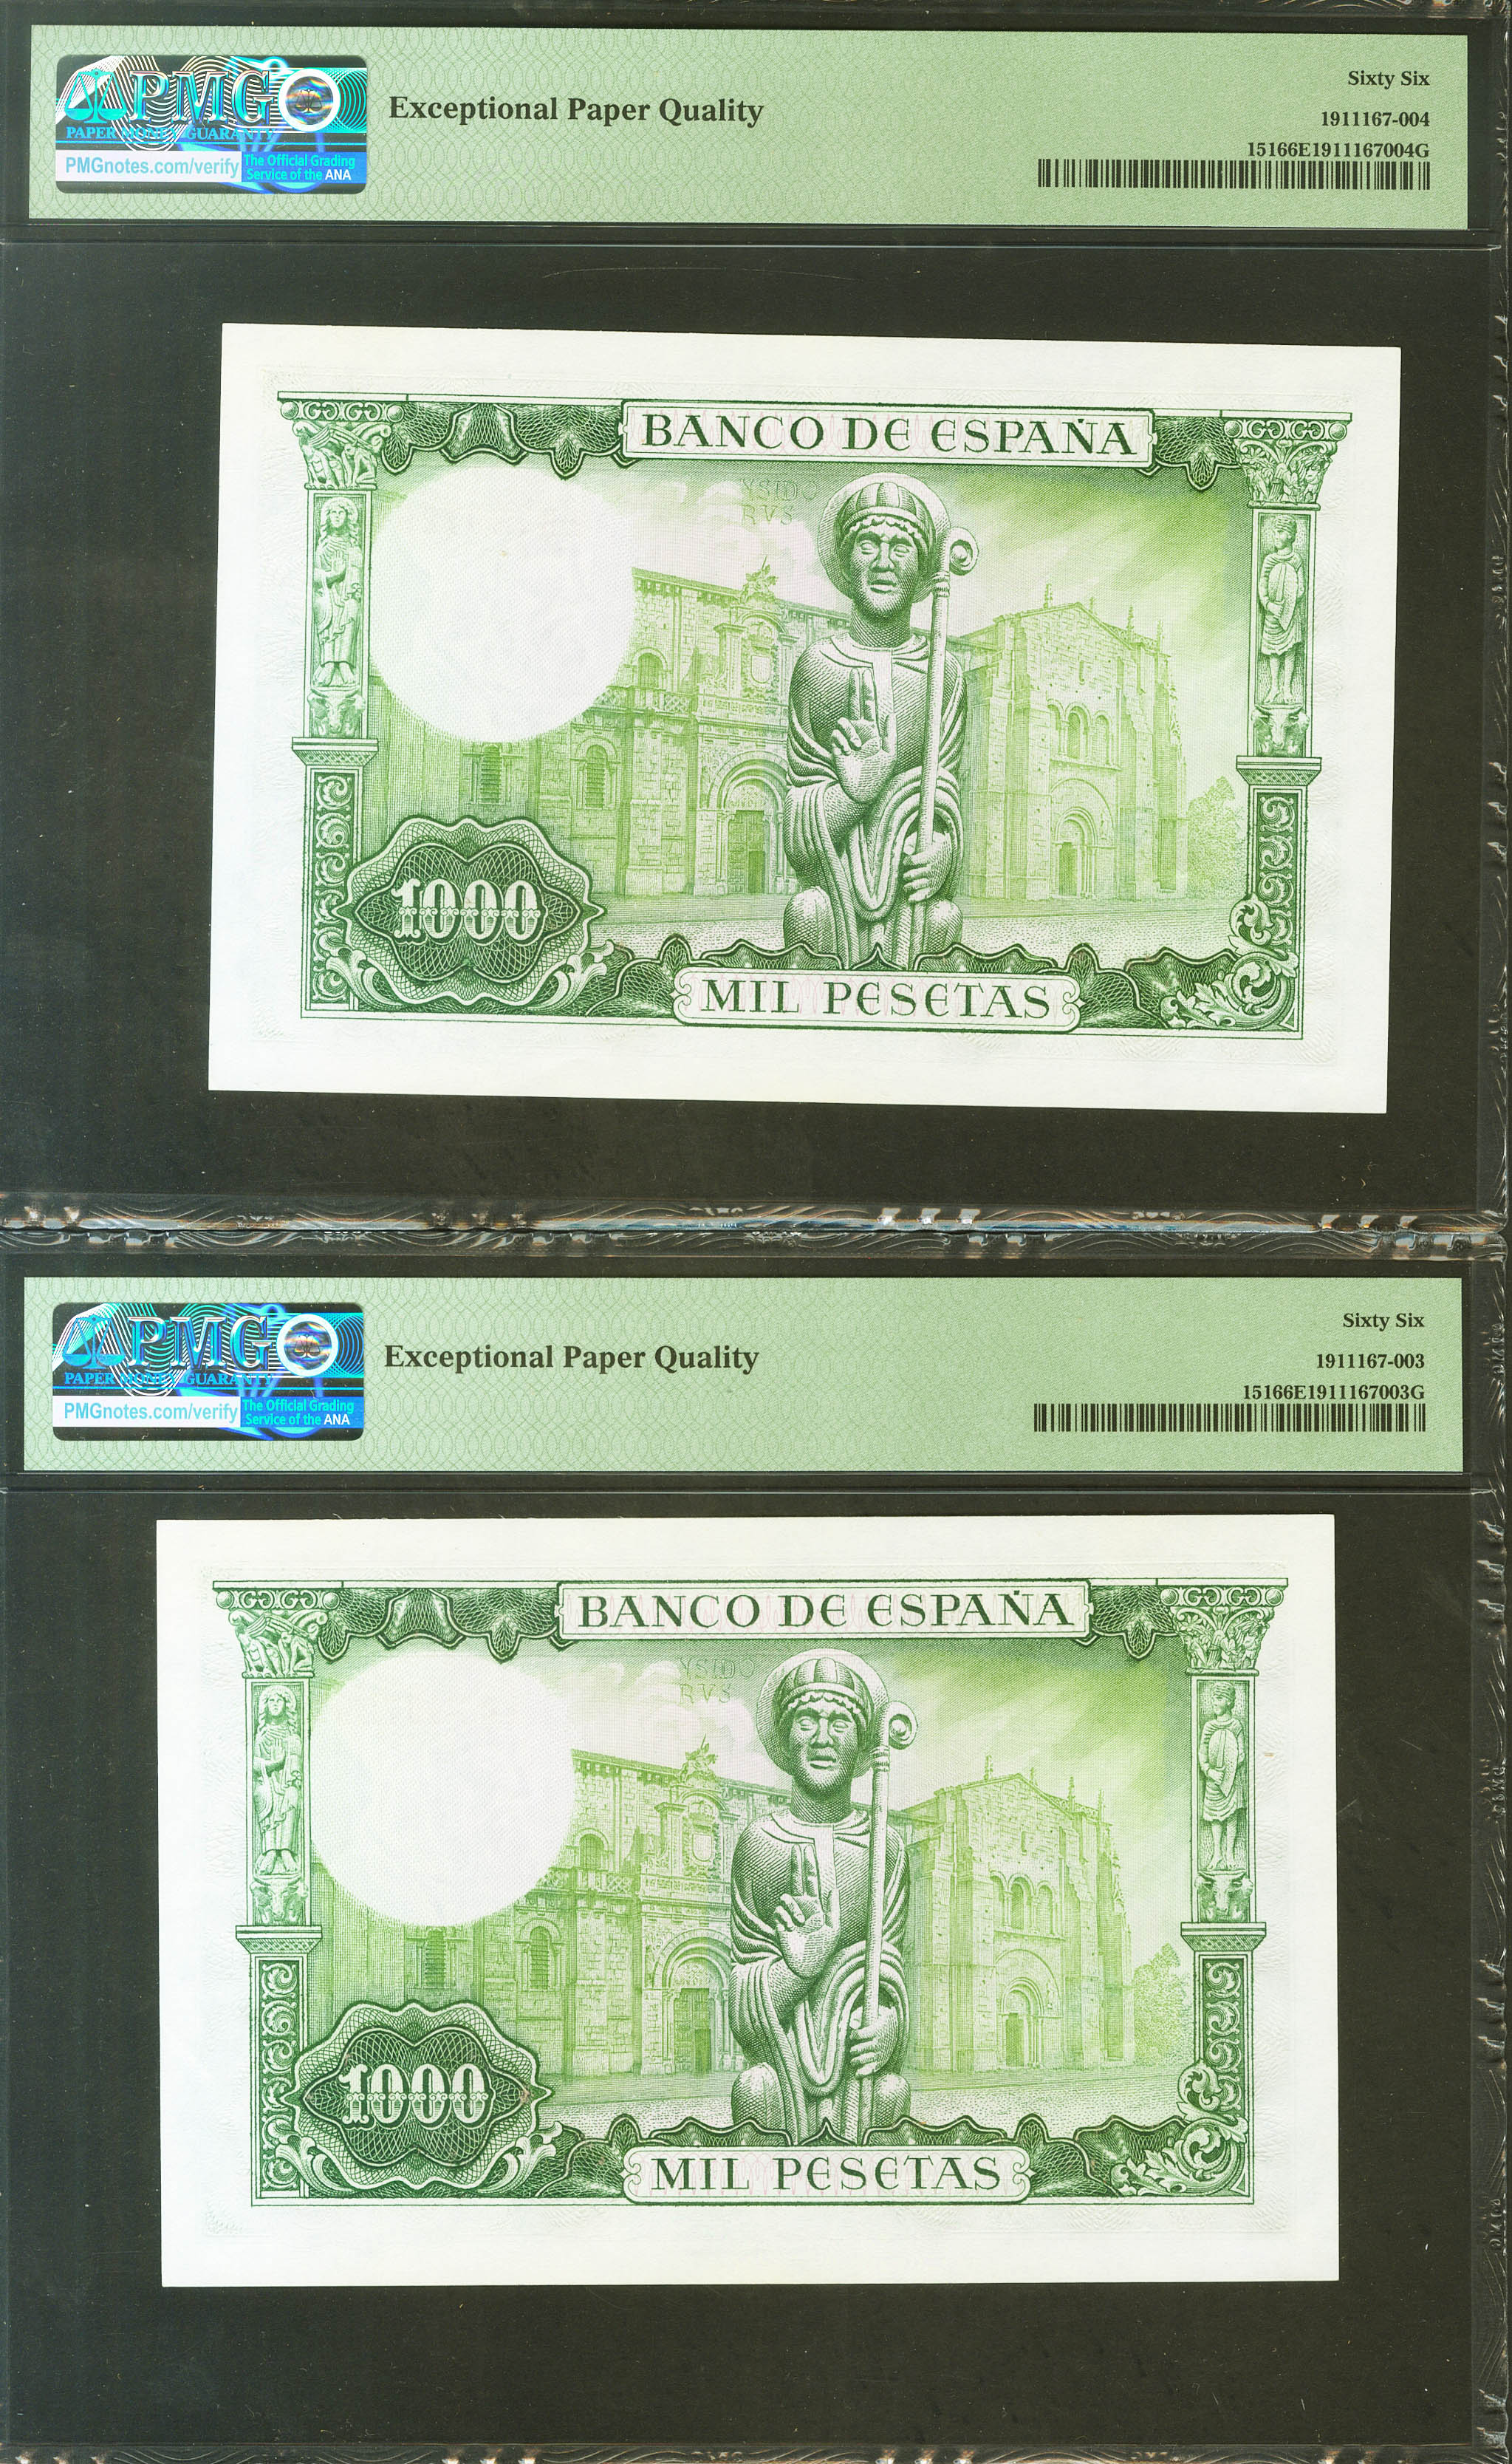 PMG
PAPER MONEY GUARANTY
PMGnotes.com/verify
The Official Grading
Service of the ANA
Exceptional Paper Quality
Sixty Six
1911167-004
15166E1911167004G
BANCO DE ESPAÑA
YSIDO
RVS
1000
MIL PESETAS
PMG
PAPER MONEY GUARANTY
PMGnotes.com/verify
The Official Grading
Service of the ANA
Exceptional Paper Quality
Sixty Six
1911167-003
15166E1911167003G
BANCO DE ESPAÑA
YSIDO
RVS
1000
MIL PESETAS